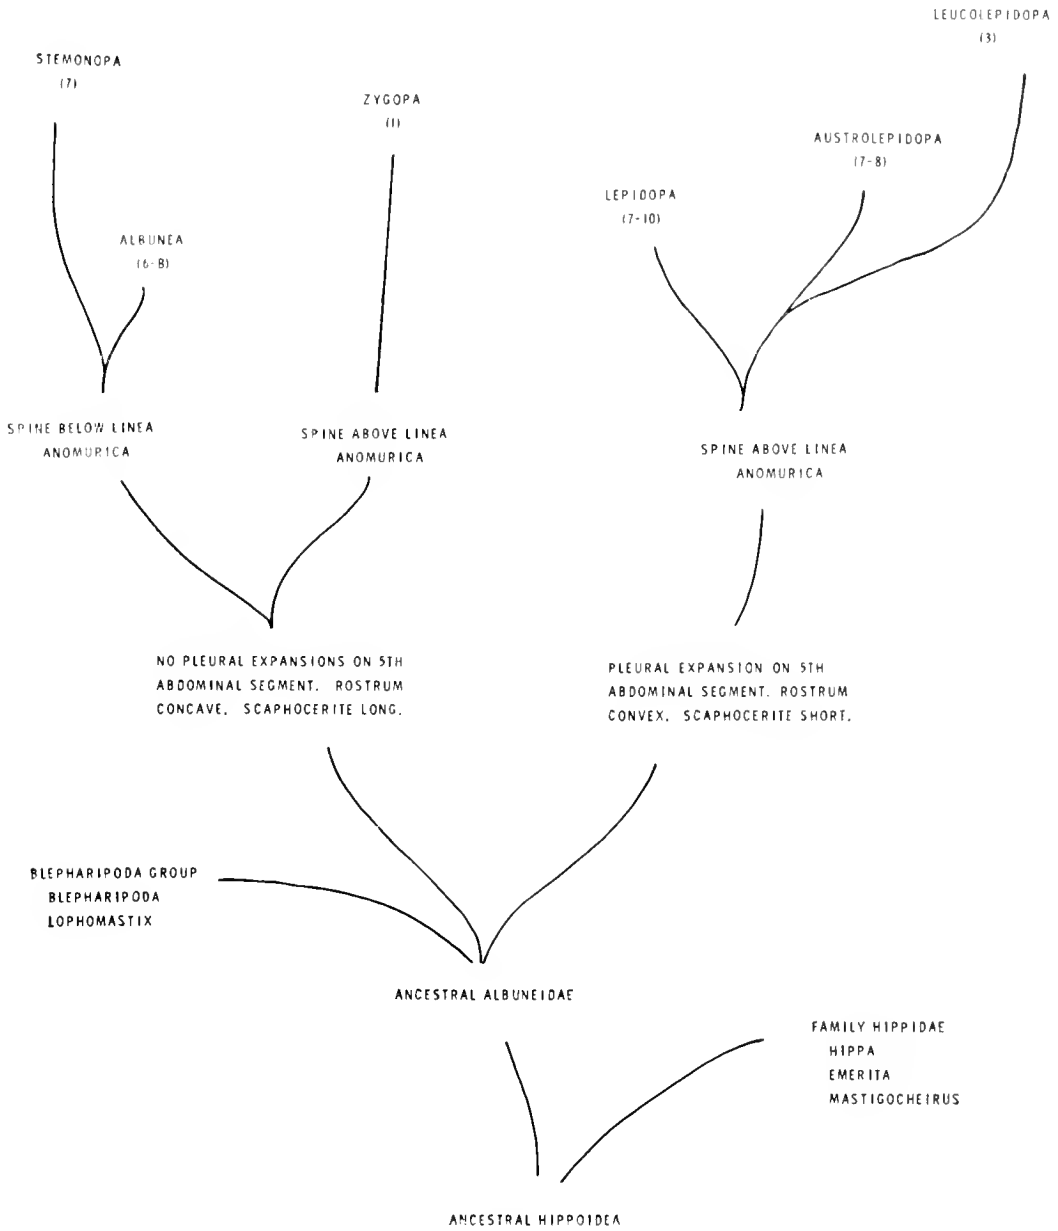 LEUCOLEPIDOPA
(3)
STEMONOPA
(7)
ZYGOPA
(1)
AUSTROLEPIDOPA
(7-8)
LEPIDOPA
(7-10)
ALBUNEA
(6-8)
SPINE BELOW LINEA
ANOMURICA
SPINE ABOVE LINEA
ANOMURICA
SPINE ABOVE LINEA
ANOMURICA
NO PLEURAL EXPANSIONS ON 5TH
ABDOMINAL SEGMENT. ROSTRUM
CONCAVE. SCAPHOCERITE LONG.
PLEURAL EXPANSION ON 5TH
ABDOMINAL SEGMENT. ROSTRUM
CONVEX. SCAPHOCERITE SHORT.
BLEPHARIPODA GROUP
BLEPHARIPODA
LOPHOMASTIX
ANCESTRAL ALBUNEIDAE
FAMILY HIPPIDAE
HIPPA
EMERITA
MASTIGOCHEIRUS
ANCESTRAL HIPPOIDEA